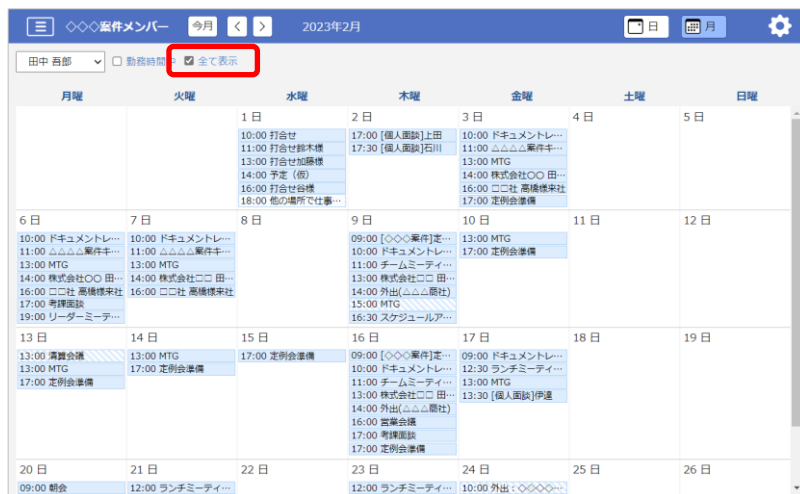 ◇◇◇案件メンバー 今月 < > 2023年2月 日 月
田中 吾郎 勤務時間 全て表示
月曜 火曜 水曜 木曜 金曜 土曜 日曜
1日 2日 3日 4日 5日
10:00 打合せ 17:00 [個人面談]上田 10:00 ドキュメントレ…
11:00 打合せ鈴木様 17:30 [個人面談]石川 11:00 △△△△案件キ…
13:00 打合せ加藤様 13:00 MTG
14:00 予定（仮） 14:00 株式会社○○ 田…
16:00 打合せ谷様 16:00 □□社 高橋様来社
18:00 他の場所で仕事… 17:00 定例会準備
6日 7日 8日 9日 10日 11日 12日
10:00 ドキュメントレ… 10:00 ドキュメントレ… 09:00 [◇◇◇案件]定… 13:00 MTG
11:00 △△△△案件キ… 11:00 △△△△案件キ… 10:00 ドキュメントレ… 17:00 定例会準備
13:00 MTG 13:00 MTG 11:00 チームミーティ…
14:00 株式会社○○ 田… 14:00 株式会社□□ 田… 13:00 株式会社□□ 田…
16:00 □□社 高橋様来社 16:00 □□社 高橋様来社 14:00 外出(△△△商社)
17:00 考課面談 15:00 MTG
19:00 リーダーミーテ… 16:30 スケジュールア…
13日 14日 15日 16日 17日 18日 19日
13:00 清算会議 13:00 MTG 17:00 定例会準備 09:00 [◇◇◇案件]定… 09:00 ドキュメントレ…
13:00 MTG 17:00 定例会準備 10:00 ドキュメントレ… 12:30 ランチミーティ…
17:00 定例会準備 11:00 チームミーティ… 13:00 MTG
13:00 株式会社□□ 田… 13:30 [個人面談]伊達
14:00 外出(△△△商社)
16:00 営業会議
17:00 考課面談
17:00 定例会準備
20日 21日 22日 23日 24日 25日 26日
09:00 朝会 12:00 ランチミーティ… 12:00 ランチミーティ… 10:00 外出：◇◇◇◇…